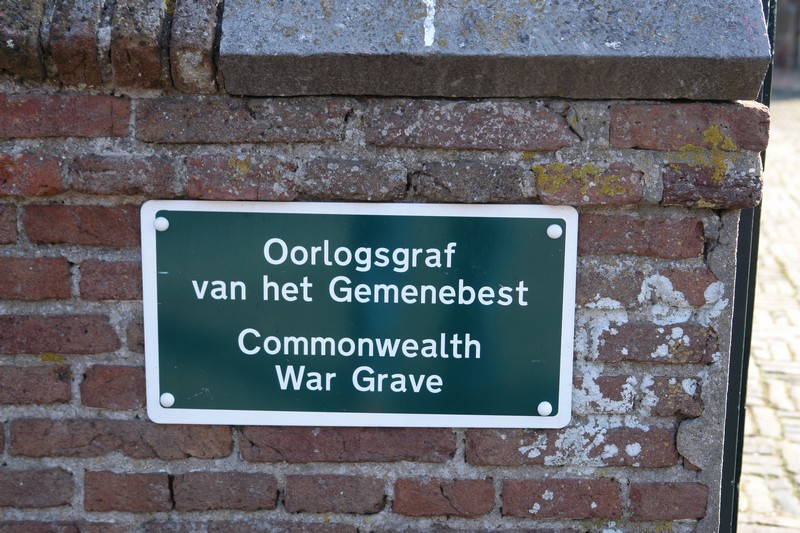 Oorlogsgraf
van het Gemenebest
Commonwealth
War Grave